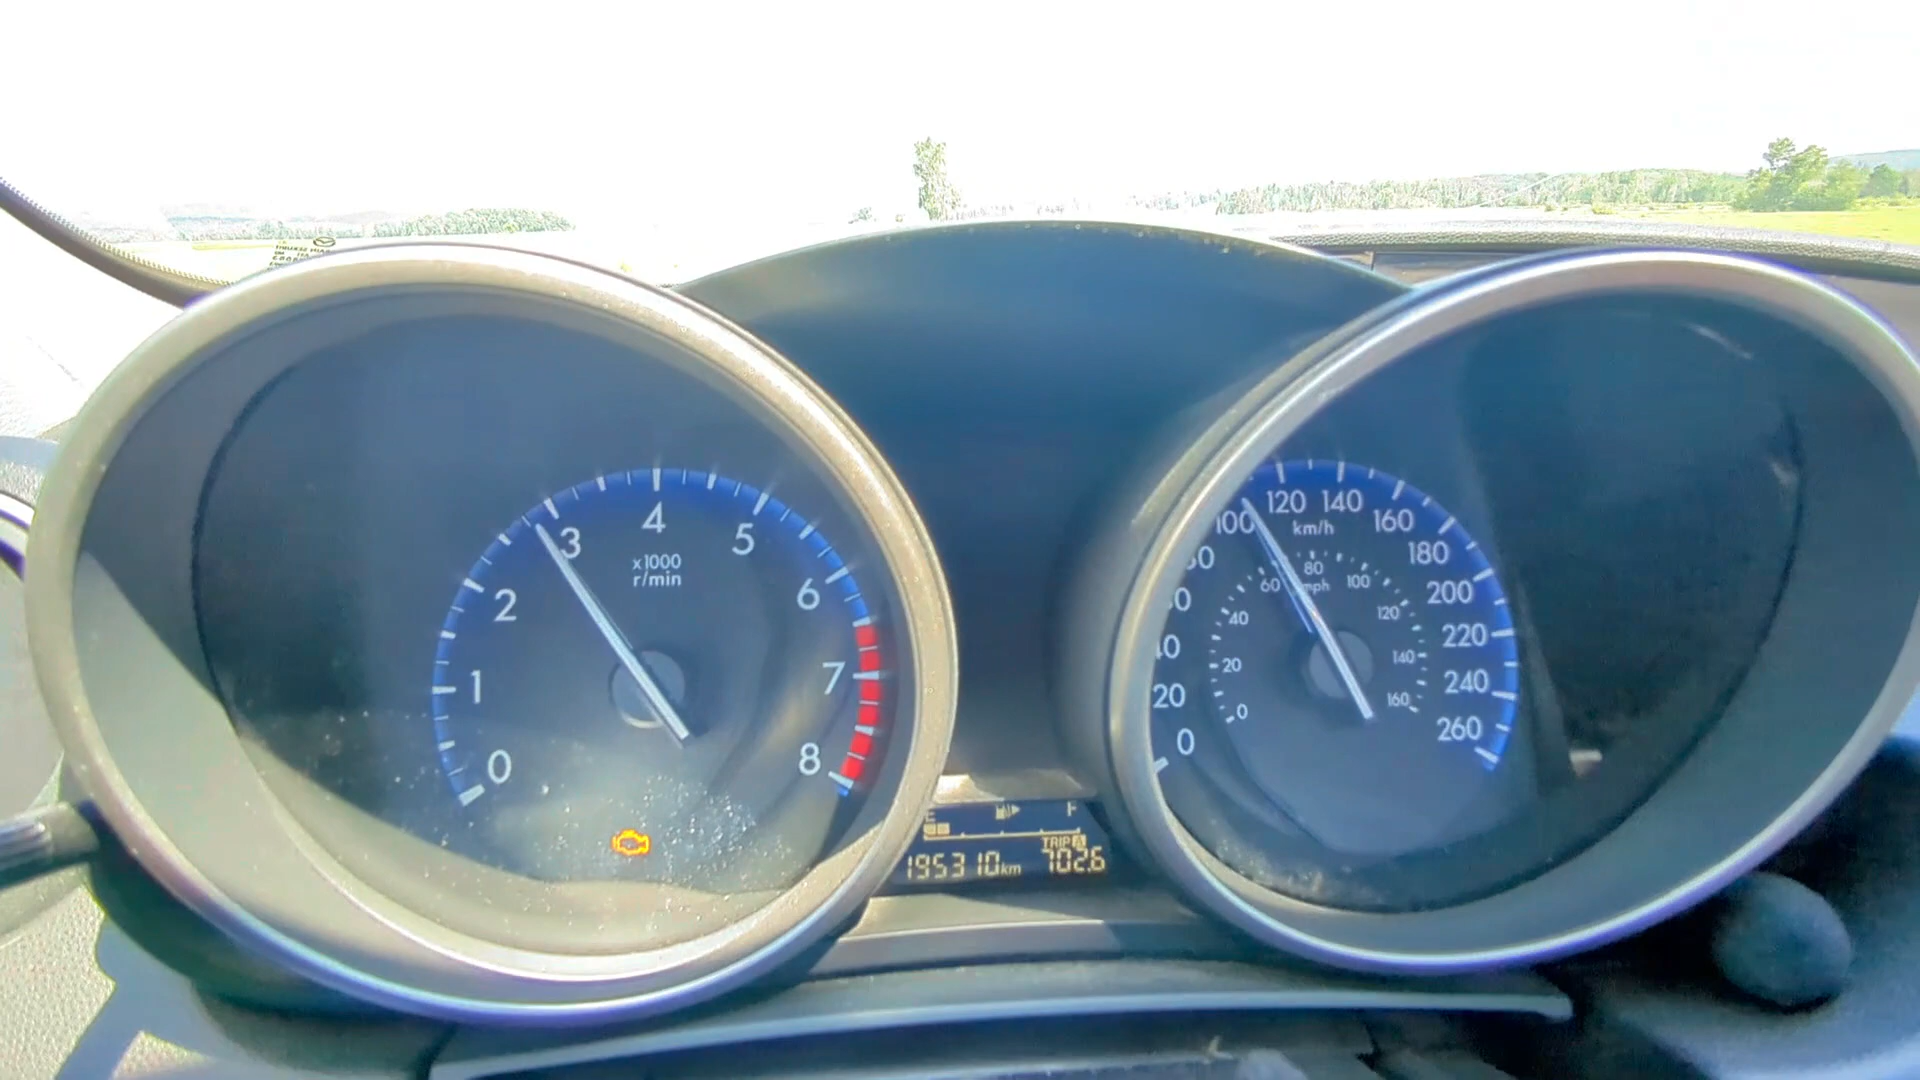 0 1 2 3 4 5 6 7 8
x1000
r/min
0 20 100 120 140 160 180 200 220 240 260
km/h
0 20 40 60 80 100 120 140 160
mph
E F
TRIP A
195310km 702.6